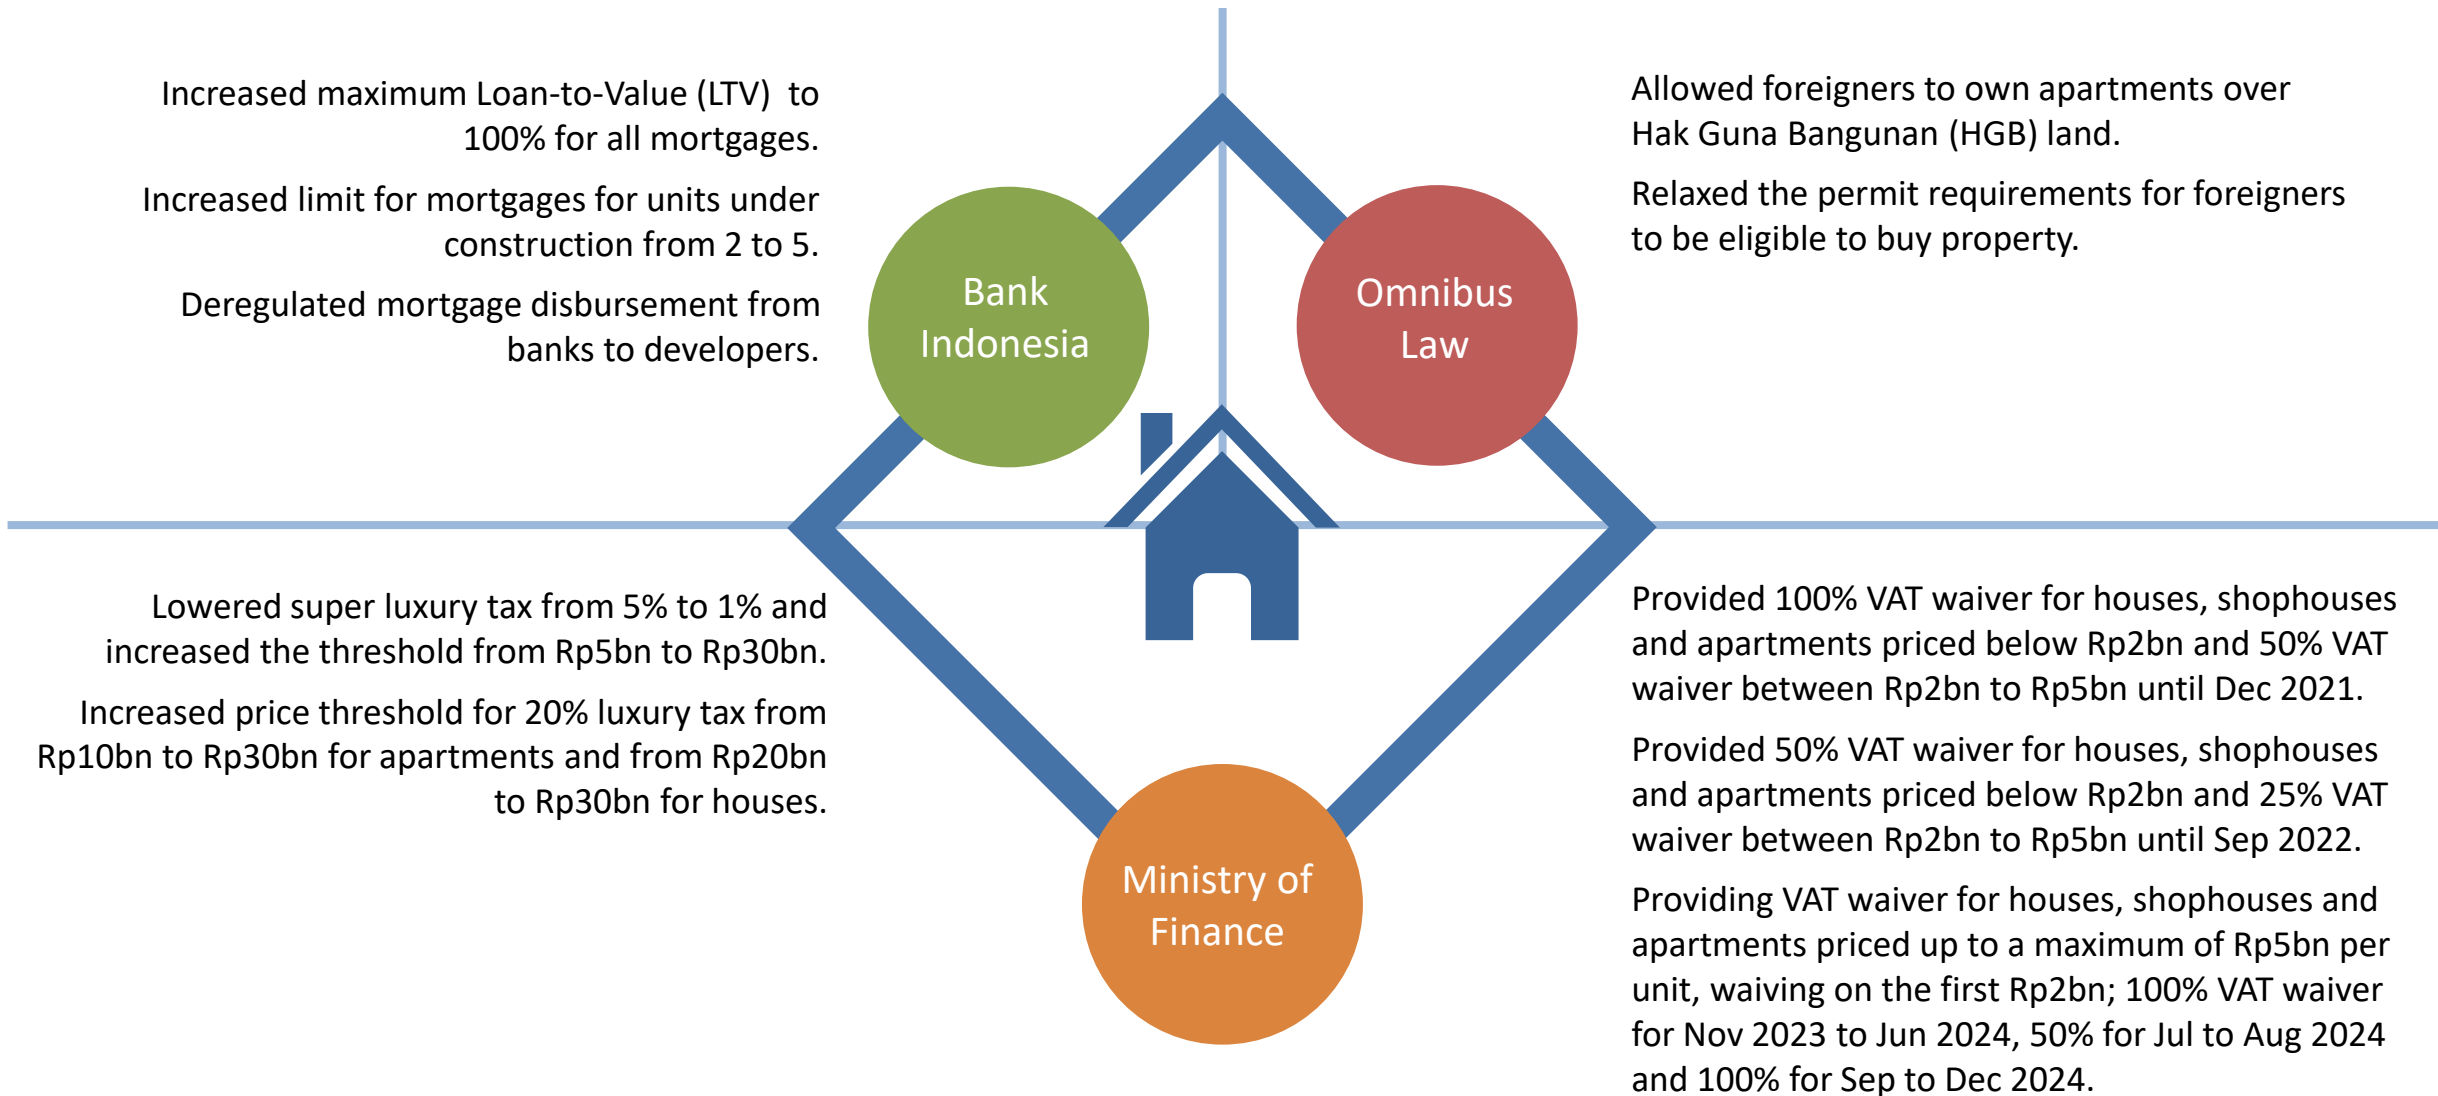 Increased maximum Loan-to-Value (LTV)  to
100% for all mortgages.
Increased limit for mortgages for units under
construction from 2 to 5.
Deregulated mortgage disbursement from
banks to developers.
Bank
Indonesia
Omnibus
Law
Allowed foreigners to own apartments over
Hak Guna Bangunan (HGB) land.
Relaxed the permit requirements for foreigners
to be eligible to buy property.
Lowered super luxury tax from 5% to 1% and
increased the threshold from Rp5bn to Rp30bn.
Increased price threshold for 20% luxury tax from
Rp10bn to Rp30bn for apartments and from Rp20bn
to Rp30bn for houses.
Ministry of
Finance
Provided 100% VAT waiver for houses, shophouses
and apartments priced below Rp2bn and 50% VAT
waiver between Rp2bn to Rp5bn until Dec 2021.
Provided 50% VAT waiver for houses, shophouses
and apartments priced below Rp2bn and 25% VAT
waiver between Rp2bn to Rp5bn until Sep 2022.
Providing VAT waiver for houses, shophouses and
apartments priced up to a maximum of Rp5bn per
unit, waiving on the first Rp2bn; 100% VAT waiver
for Nov 2023 to Jun 2024, 50% for Jul to Aug 2024
and 100% for Sep to Dec 2024.